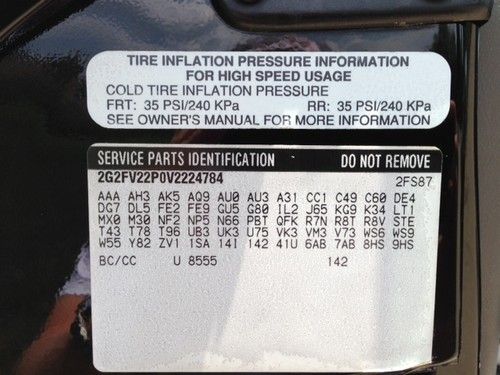 TIRE INFLATION PRESSURE INFORMATION
FOR HIGH SPEED USAGE
COLD TIRE INFLATION PRESSURE
FRT: 35 PSI/240 KPa RR: 35 PSI/240 KPa
SEE OWNER'S MANUAL FOR MORE INFORMATION
SERVICE PARTS IDENTIFICATION DO NOT REMOVE
2G2FV22P0V2224784 2FS87
AAA AH3 AK5 AQ9 AU0 AU3 A31 CC1 C49 C60 DE4
DG7 DL5 FE2 FE9 GU5 G80 1L2 J65 KG9 K34 LT1
MX0 M30 NF2 NP5 N66 PBT QFK R7N R8T R8V STE
T43 T78 T96 UB3 UK3 U75 VK3 VM3 V73 WS6 WS9
W55 Y82 ZV1 1SA 14I 142 41U 6AB 7AB 8HS 9HS
BC/CC U 8555 142